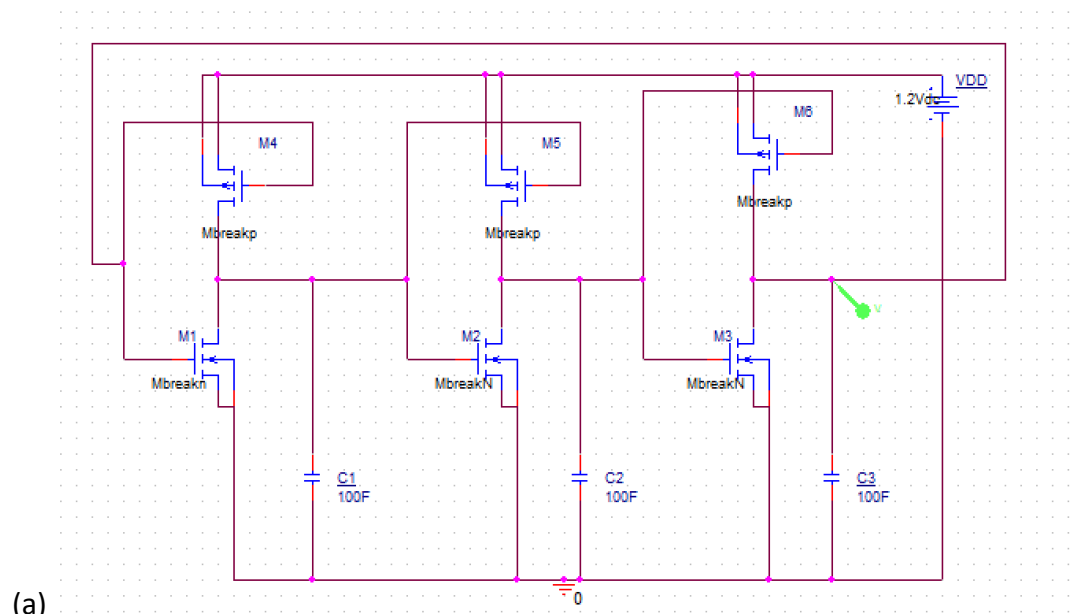 VDD
1.2Vdc
M4
M5
M6
Mbreakp
Mbreakp
Mbreakp
V
M1
M2
M3
Mbreakn
MbreakN
MbreakN
C1
100F
C2
100F
C3
100F
0
(a)